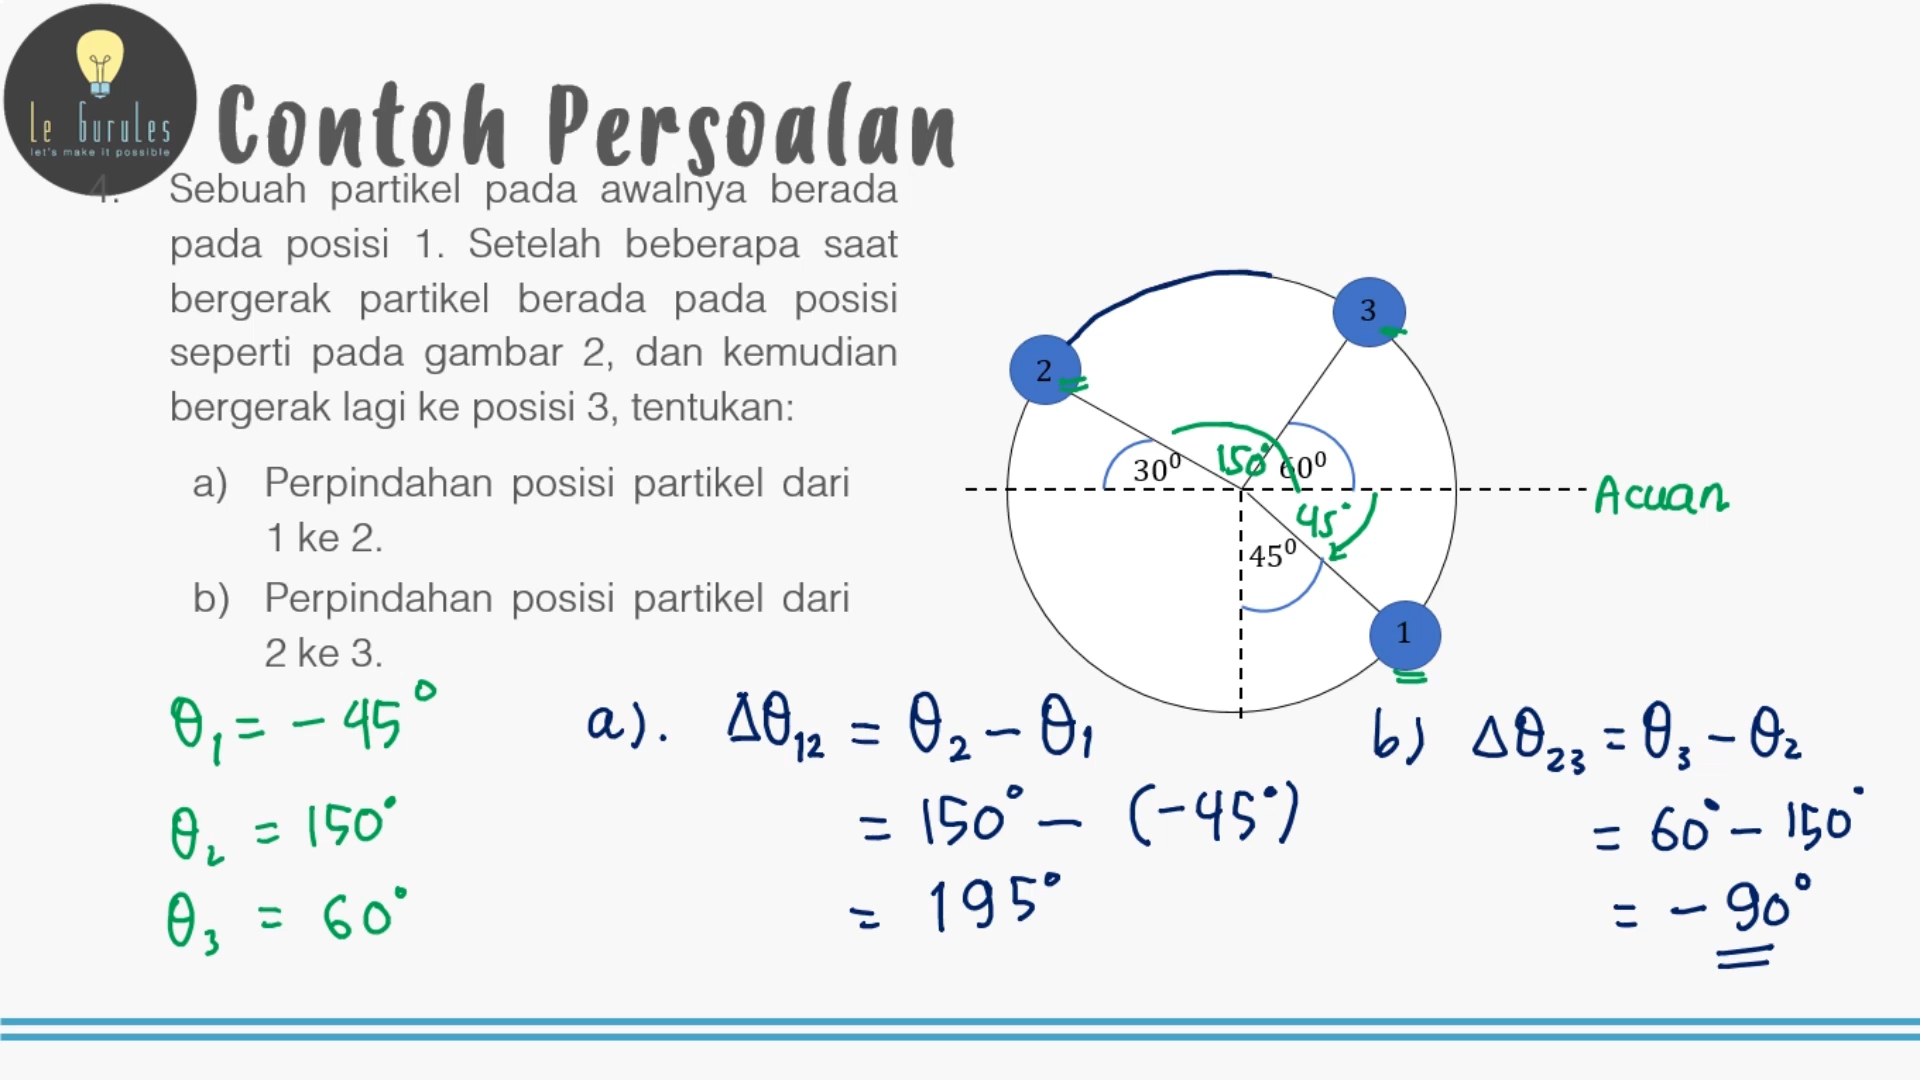 le gurules
let's make it possible
Contoh Persoalan
4. Sebuah partikel pada awalnya berada
pada posisi 1. Setelah beberapa saat
bergerak partikel berada pada posisi
seperti pada gambar 2, dan kemudian
bergerak lagi ke posisi 3, tentukan:
a) Perpindahan posisi partikel dari
1 ke 2.
b) Perpindahan posisi partikel dari
2 ke 3.
3
2
30⁰
150°
60⁰
Acuan
45°
45⁰
1
θ₁ = -45°
θ₂ = 150°
θ₃ = 60°
a). Δθ₁₂ = θ₂ - θ₁
= 150° - (-45°)
= 195°
b) Δθ₂₃ = θ₃ - θ₂
= 60° - 150°
= -90°